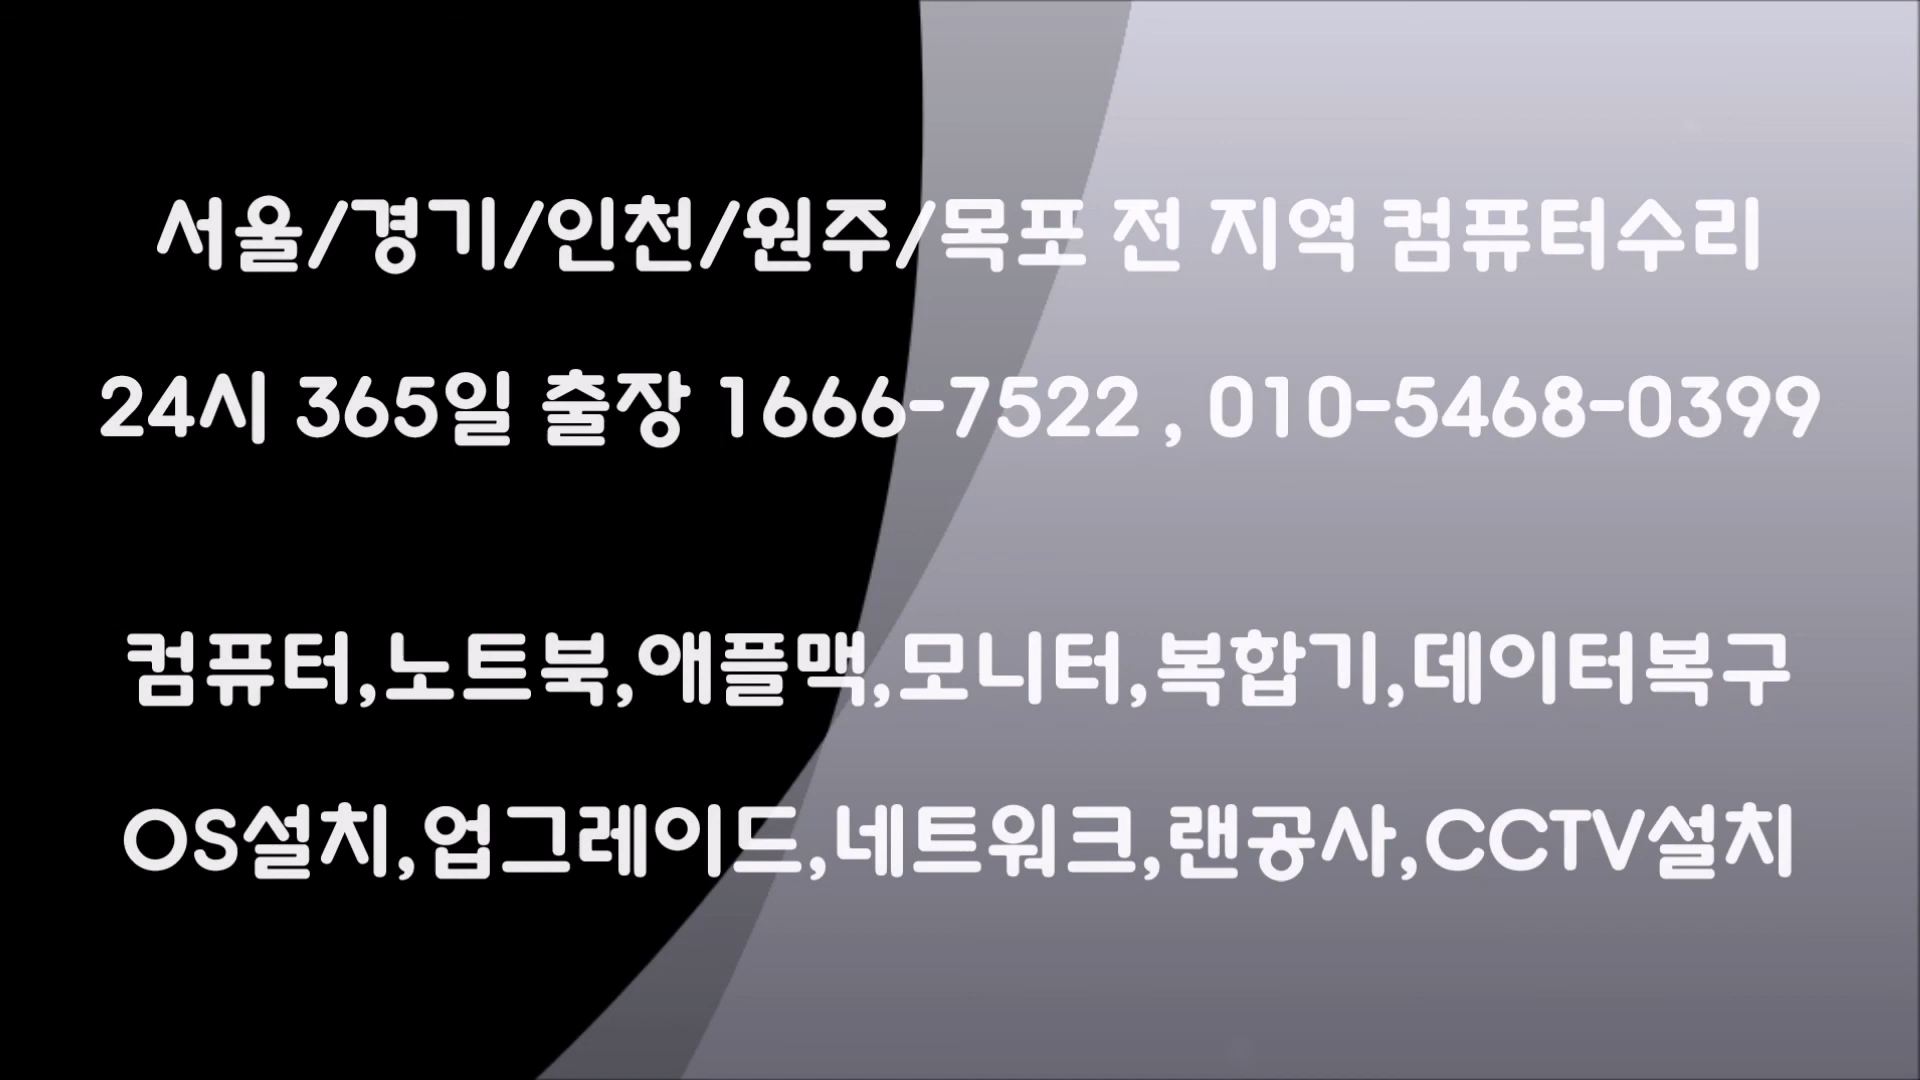 서울/경기/인천/원주/목포 전 지역 컴퓨터수리
24시 365일 출장 1666-7522 , 010-5468-0399
컴퓨터,노트북,애플맥,모니터,복합기,데이터복구
OS설치,업그레이드,네트워크,랜공사,CCTV설치